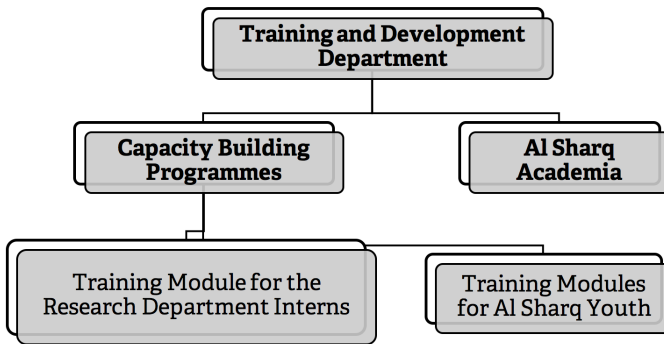 Training and Development
Department
Capacity Building
Programmes
Al Sharq
Academia
Training Module for the
Research Department Interns
Training Modules
for Al Sharq Youth